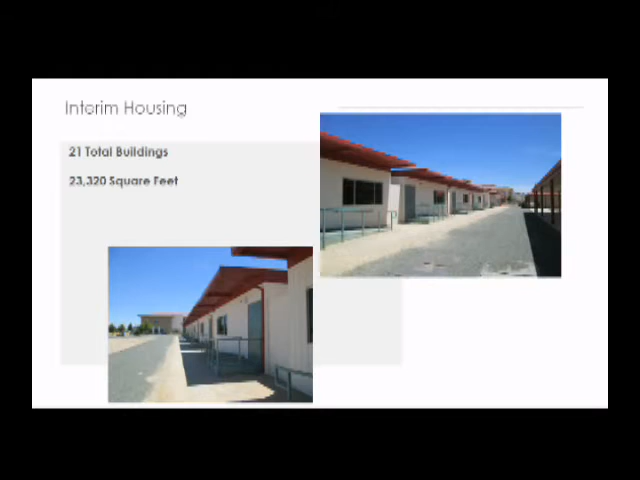 Interim Housing
21 Total Buildings
23,320 Square Feet